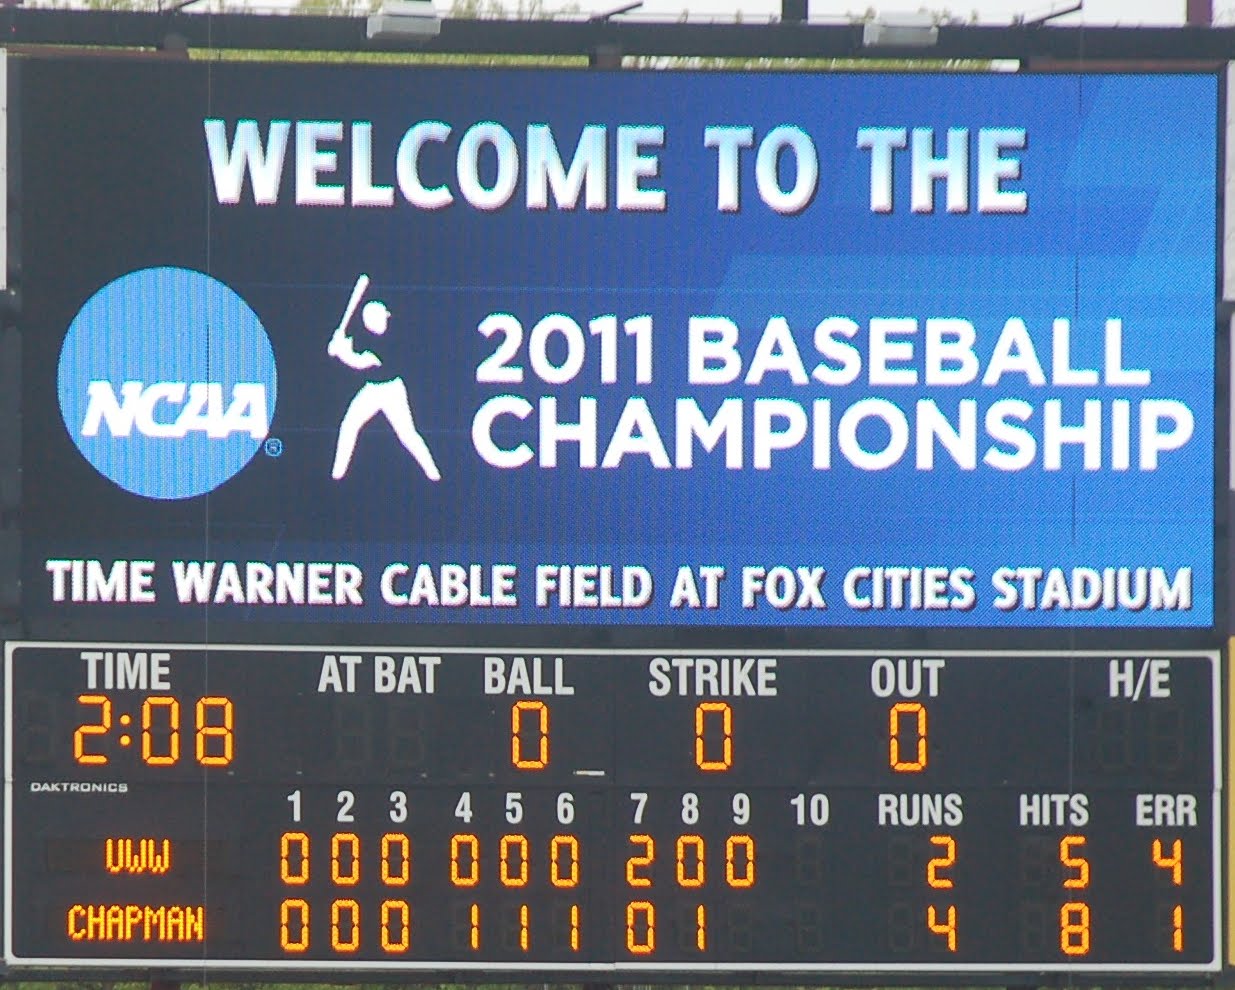 WELCOME TO THE
NCAA ®
2011 BASEBALL
CHAMPIONSHIP
TIME WARNER CABLE FIELD AT FOX CITIES STADIUM
TIME AT BAT BALL STRIKE OUT H/E
2:08 0 0 0
DAKTRONICS
1 2 3 4 5 6 7 8 9 10 RUNS HITS ERR
UWW 0 0 0 0 0 0 2 0 0 2 5 4
CHAPMAN 0 0 0 1 1 1 0 1 4 8 1